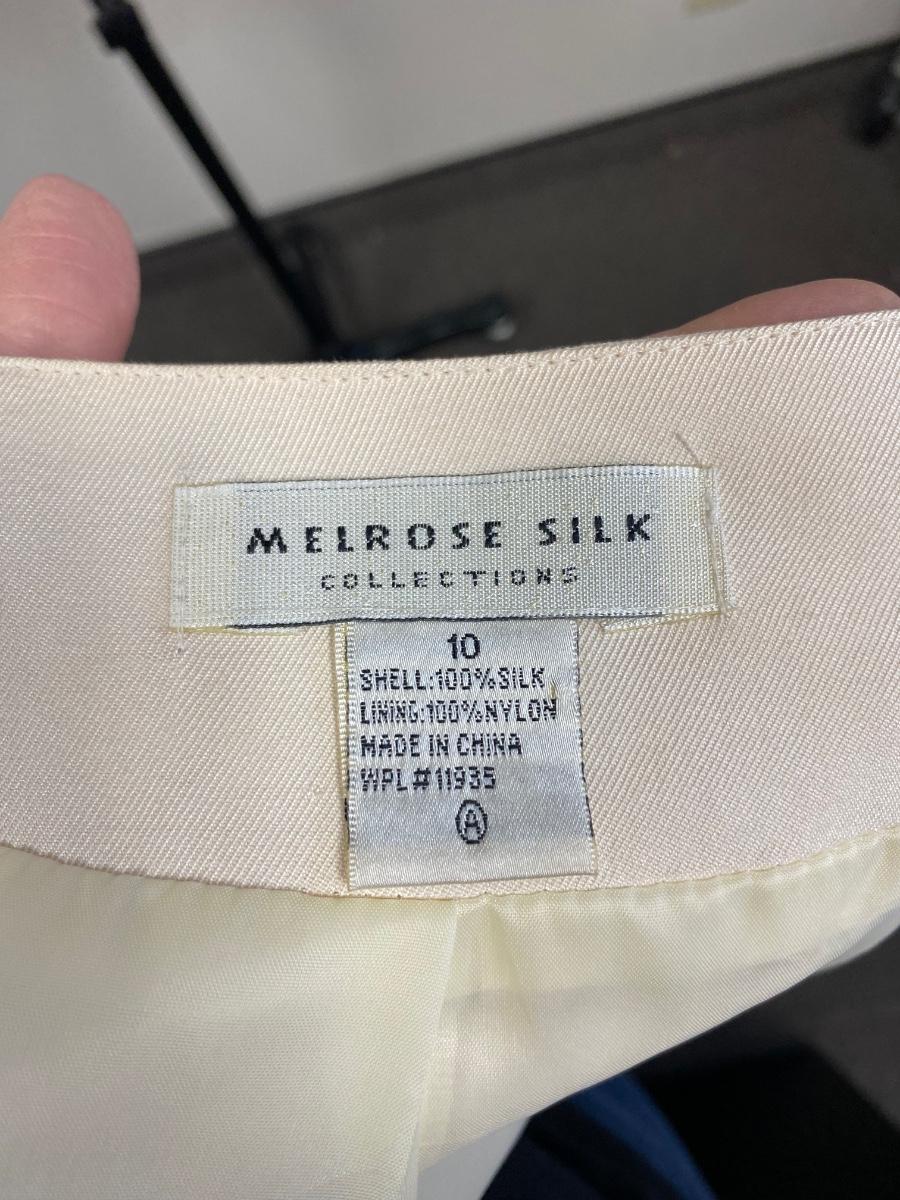 MELROSE SILK
COLLECTIONS
10
SHELL:100%SILK
LINING:100%NYLON
MADE IN CHINA
WPL#11935
Ⓐ